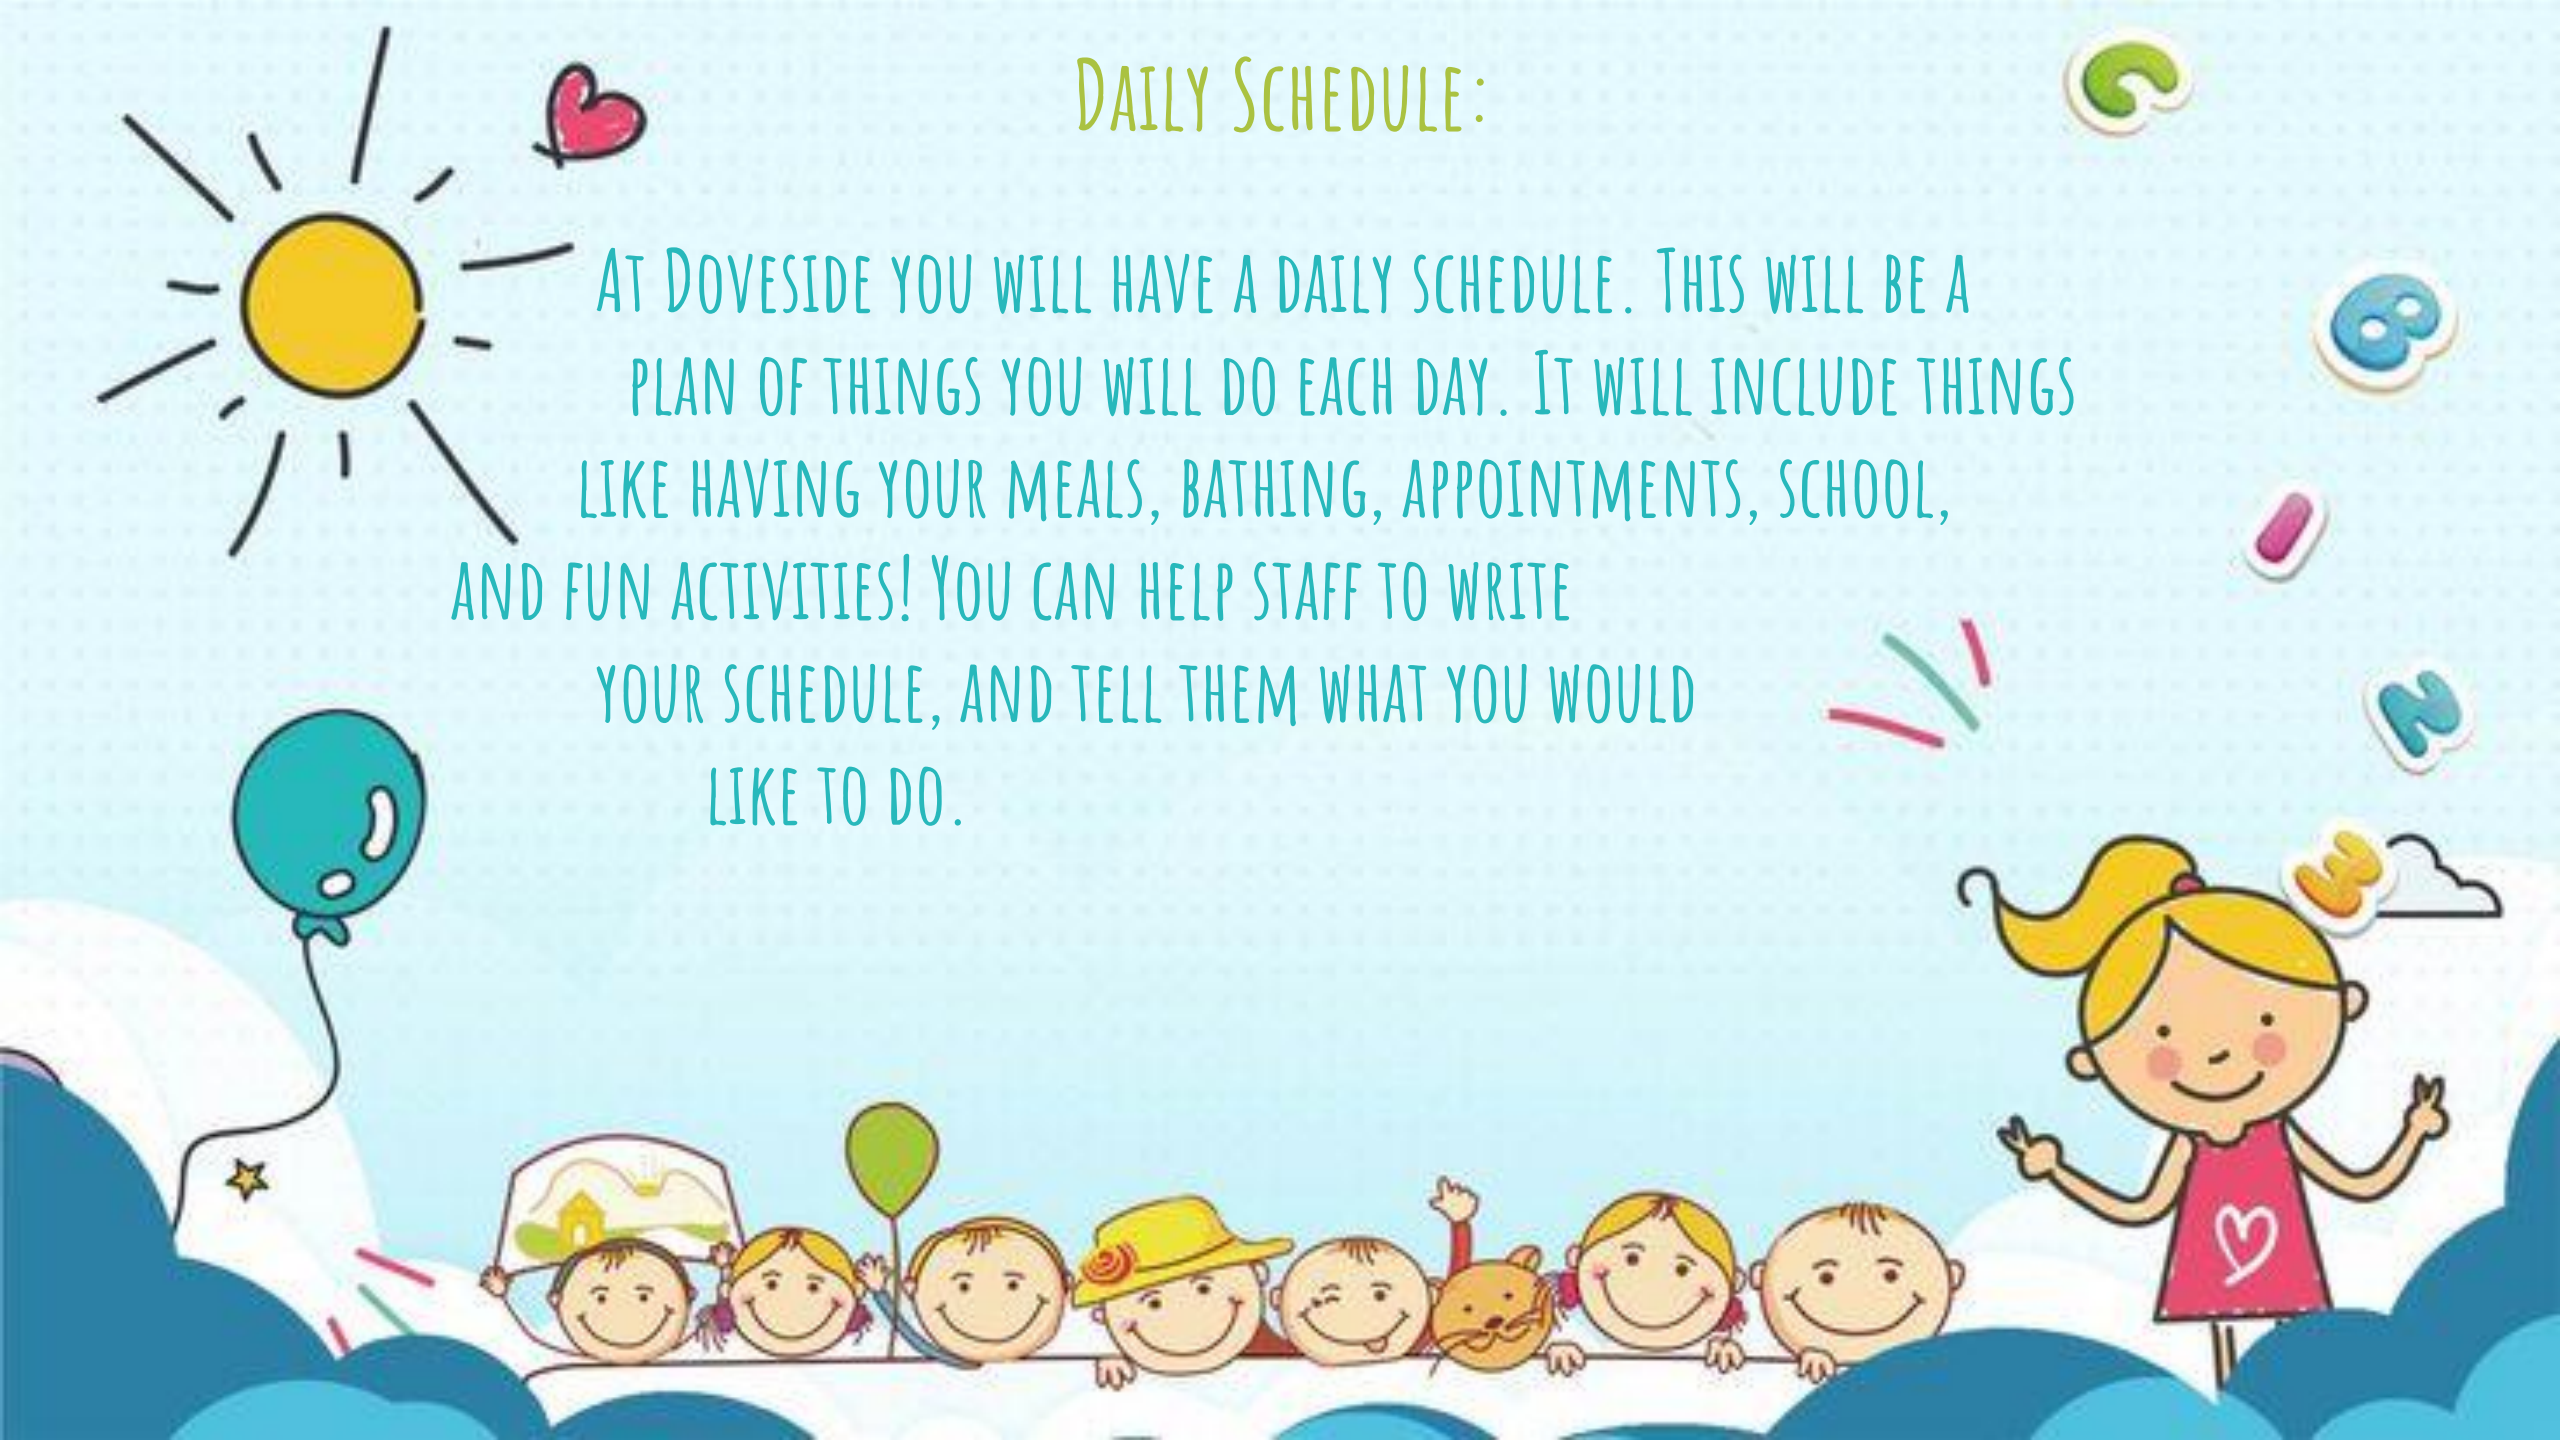 Daily Schedule:
At Doveside you will have a daily schedule. This will be a
plan of things you will do each day. It will include things
like having your meals, bathing, appointments, school,
and fun activities! You can help staff to write
your schedule, and tell them what you would
like to do.
C
B
I
N
3